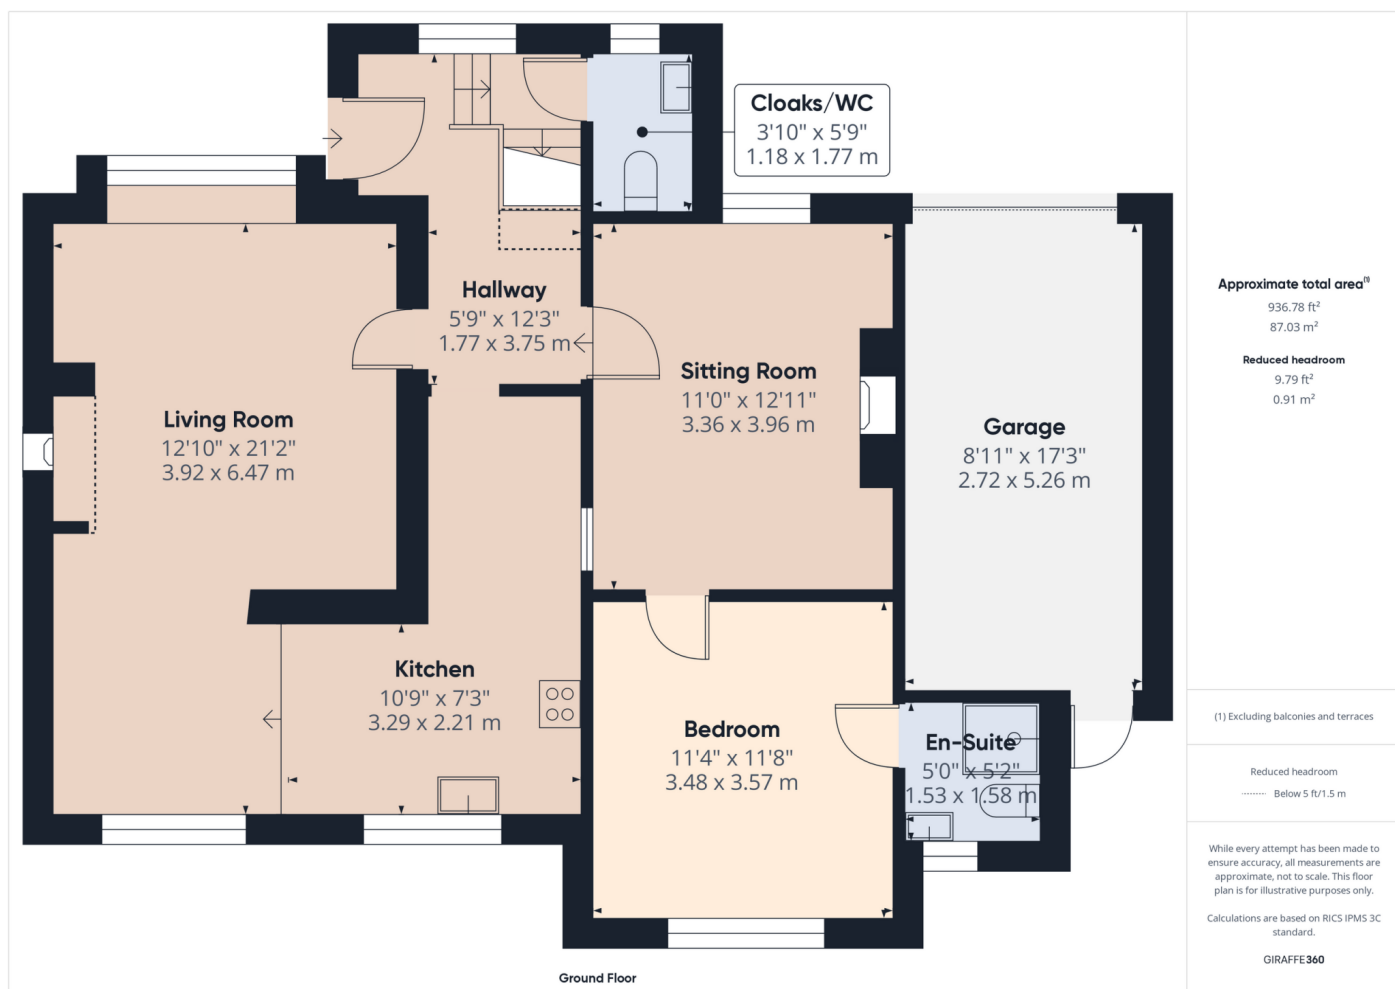 Cloaks/WC
3'10" x 5'9"
1.18 x 1.77 m
Hallway
5'9" x 12'3"
1.77 x 3.75 m
Sitting Room
11'0" x 12'11"
3.36 x 3.96 m
Living Room
12'10" x 21'2"
3.92 x 6.47 m
Garage
8'11" x 17'3"
2.72 x 5.26 m
Kitchen
10'9" x 7'3"
3.29 x 2.21 m
Bedroom
11'4" x 11'8"
3.48 x 3.57 m
En-Suite
5'0" x 5'2"
1.53 x 1.58 m
Ground Floor
Approximate total area(1)
936.78 ft²
87.03 m²
Reduced headroom
9.79 ft²
0.91 m²
(1) Excluding balconies and terraces
Reduced headroom
Below 5 ft/1.5 m
While every attempt has been made to
ensure accuracy, all measurements are
approximate, not to scale. This floor
plan is for illustrative purposes only.
Calculations are based on RICS IPMS 3C
standard.
GIRAFFE360